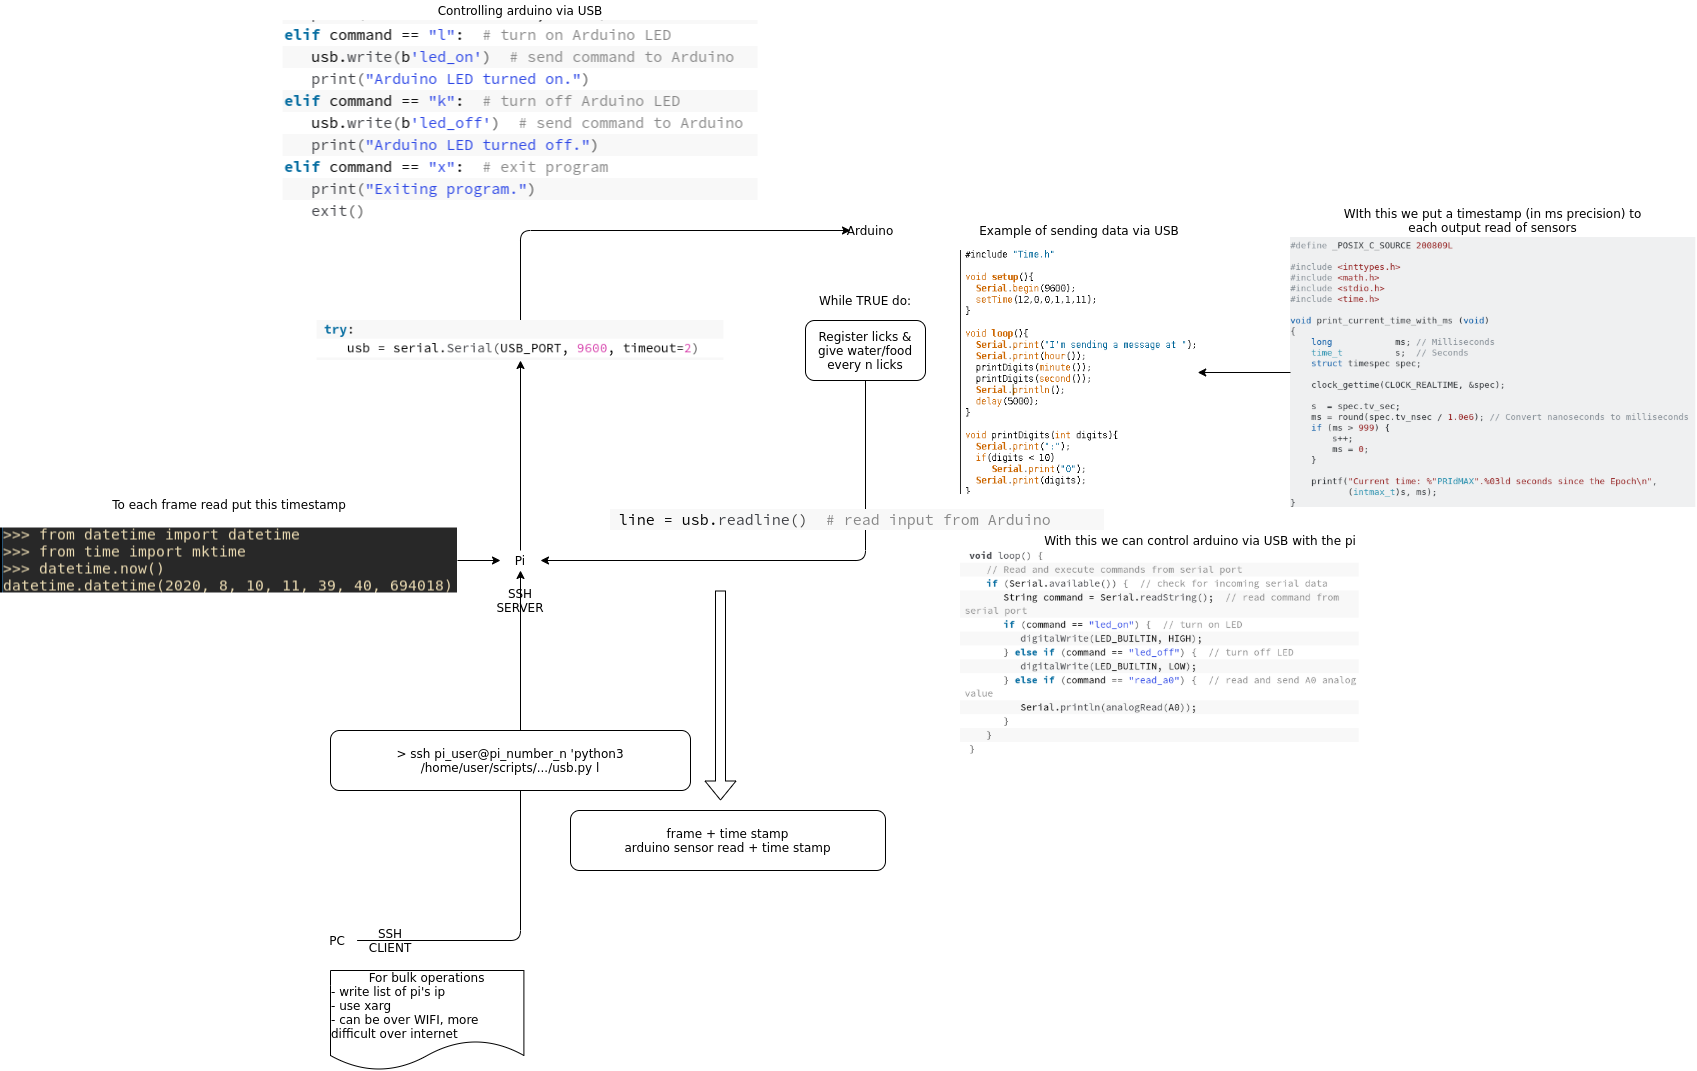 Controlling arduino via USB
elif command == "l":  # turn on Arduino LED
   usb.write(b'led_on')  # send command to Arduino
   print("Arduino LED turned on.")
elif command == "k":  # turn off Arduino LED
   usb.write(b'led_off')  # send command to Arduino
   print("Arduino LED turned off.")
elif command == "x":  # exit program
   print("Exiting program.")
   exit()
Arduino
try:
   usb = serial.Serial(USB_PORT, 9600, timeout=2)
While TRUE do:
Register licks &
give water/food
every n licks
Example of sending data via USB
#include "Time.h"
void setup(){
  Serial.begin(9600);
  setTime(12,0,0,1,1,11);
}
void loop(){
  Serial.print("I'm sending a message at ");
  Serial.print(hour());
  printDigits(minute());
  printDigits(second());
  Serial.println();
  delay(5000);
}
void printDigits(int digits){
  Serial.print(":");
  if(digits < 10)
     Serial.print("0");
  Serial.print(digits);
}
WIth this we put a timestamp (in ms precision) to
each output read of sensors
#define _POSIX_C_SOURCE 200809L
#include <inttypes.h>
#include <math.h>
#include <stdio.h>
#include <time.h>
void print_current_time_with_ms (void)
{
    long            ms; // Milliseconds
    time_t          s;  // Seconds
    struct timespec spec;
    clock_gettime(CLOCK_REALTIME, &spec);
    s  = spec.tv_sec;
    ms = round(spec.tv_nsec / 1.0e6); // Convert nanoseconds to milliseconds
    if (ms > 999) {
        s++;
        ms = 0;
    }
    printf("Current time: %"PRIdMAX".%03ld seconds since the Epoch\n",
           (intmax_t)s, ms);
}
To each frame read put this timestamp
>>> from datetime import datetime
>>> from time import mktime
>>> datetime.now()
datetime.datetime(2020, 8, 10, 11, 39, 40, 694018)
Pi
SSH
SERVER
line = usb.readline()  # read input from Arduino
With this we can control arduino via USB with the pi
void loop() {
   // Read and execute commands from serial port
   if (Serial.available()) {  // check for incoming serial data
      String command = Serial.readString();  // read command from
serial port
      if (command == "led_on") {  // turn on LED
         digitalWrite(LED_BUILTIN, HIGH);
      } else if (command == "led_off") {  // turn off LED
         digitalWrite(LED_BUILTIN, LOW);
      } else if (command == "read_a0") {  // read and send A0 analog
value
         Serial.println(analogRead(A0));
      }
   }
}
> ssh pi_user@pi_number_n 'python3
/home/user/scripts/.../usb.py l
frame + time stamp
arduino sensor read + time stamp
PC
SSH
CLIENT
For bulk operations
- write list of pi's ip
- use xarg
- can be over WIFI, more
difficult over internet